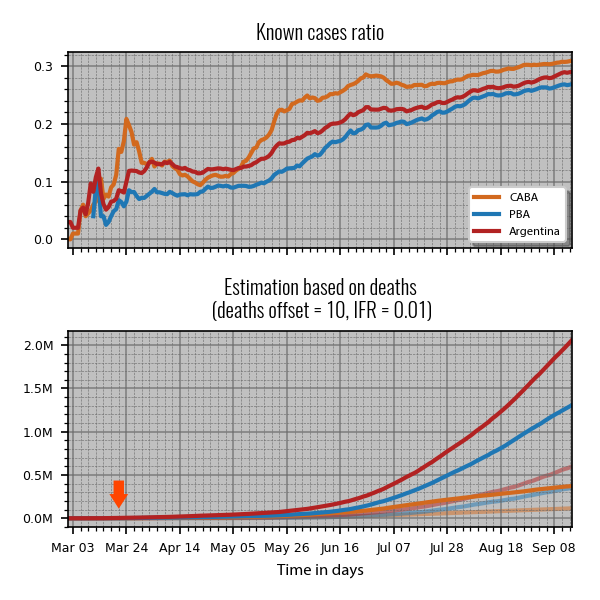 Known cases ratio
0.3
0.2
0.1
0.0
CABA
PBA
Argentina
Estimation based on deaths
(deaths offset = 10, IFR = 0.01)
2.0M
1.5M
1.0M
0.5M
0.0M
Mar 03 Mar 24 Apr 14 May 05 May 26 Jun 16 Jul 07 Jul 28 Aug 18 Sep 08
Time in days